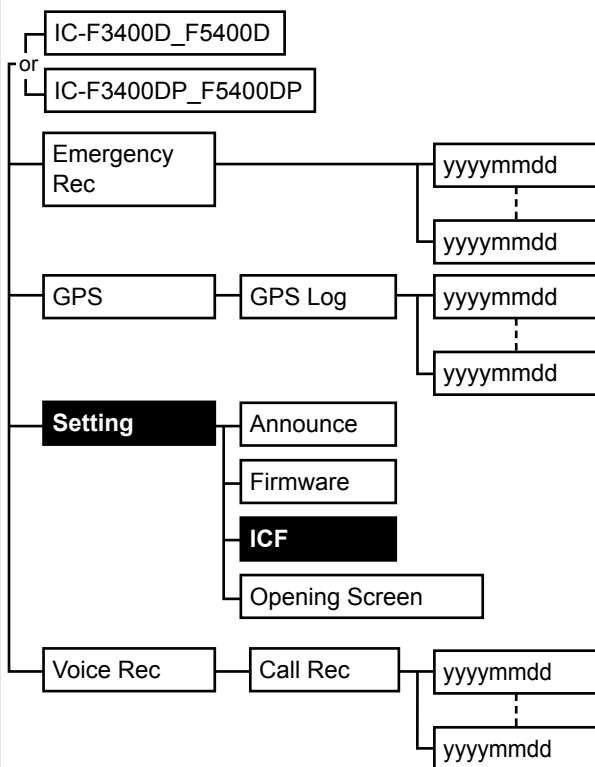 IC-F3400D_F5400D
or
IC-F3400DP_F5400DP
Emergency
Rec
yyyymmdd
yyyymmdd
GPS
GPS Log
yyyymmdd
yyyymmdd
Setting
Announce
Firmware
ICF
Opening Screen
Voice Rec
Call Rec
yyyymmdd
yyyymmdd